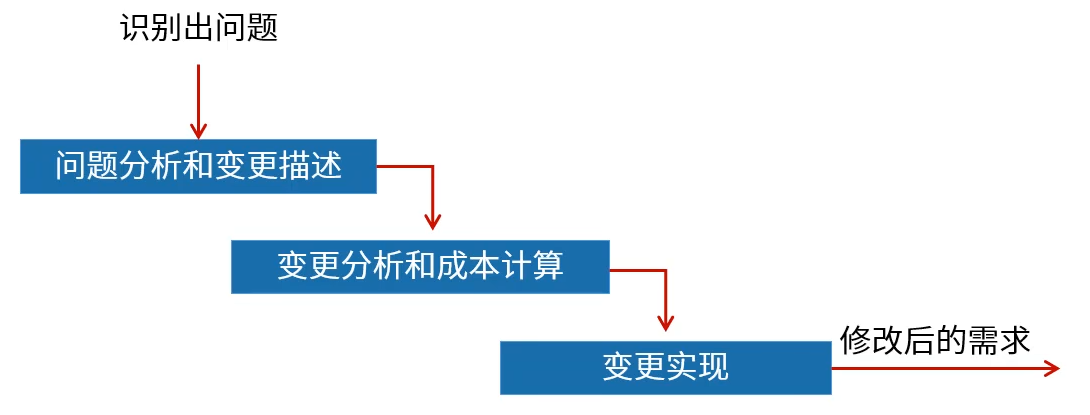 识别出问题
问题分析和变更描述
变更分析和成本计算
变更实现
修改后的需求